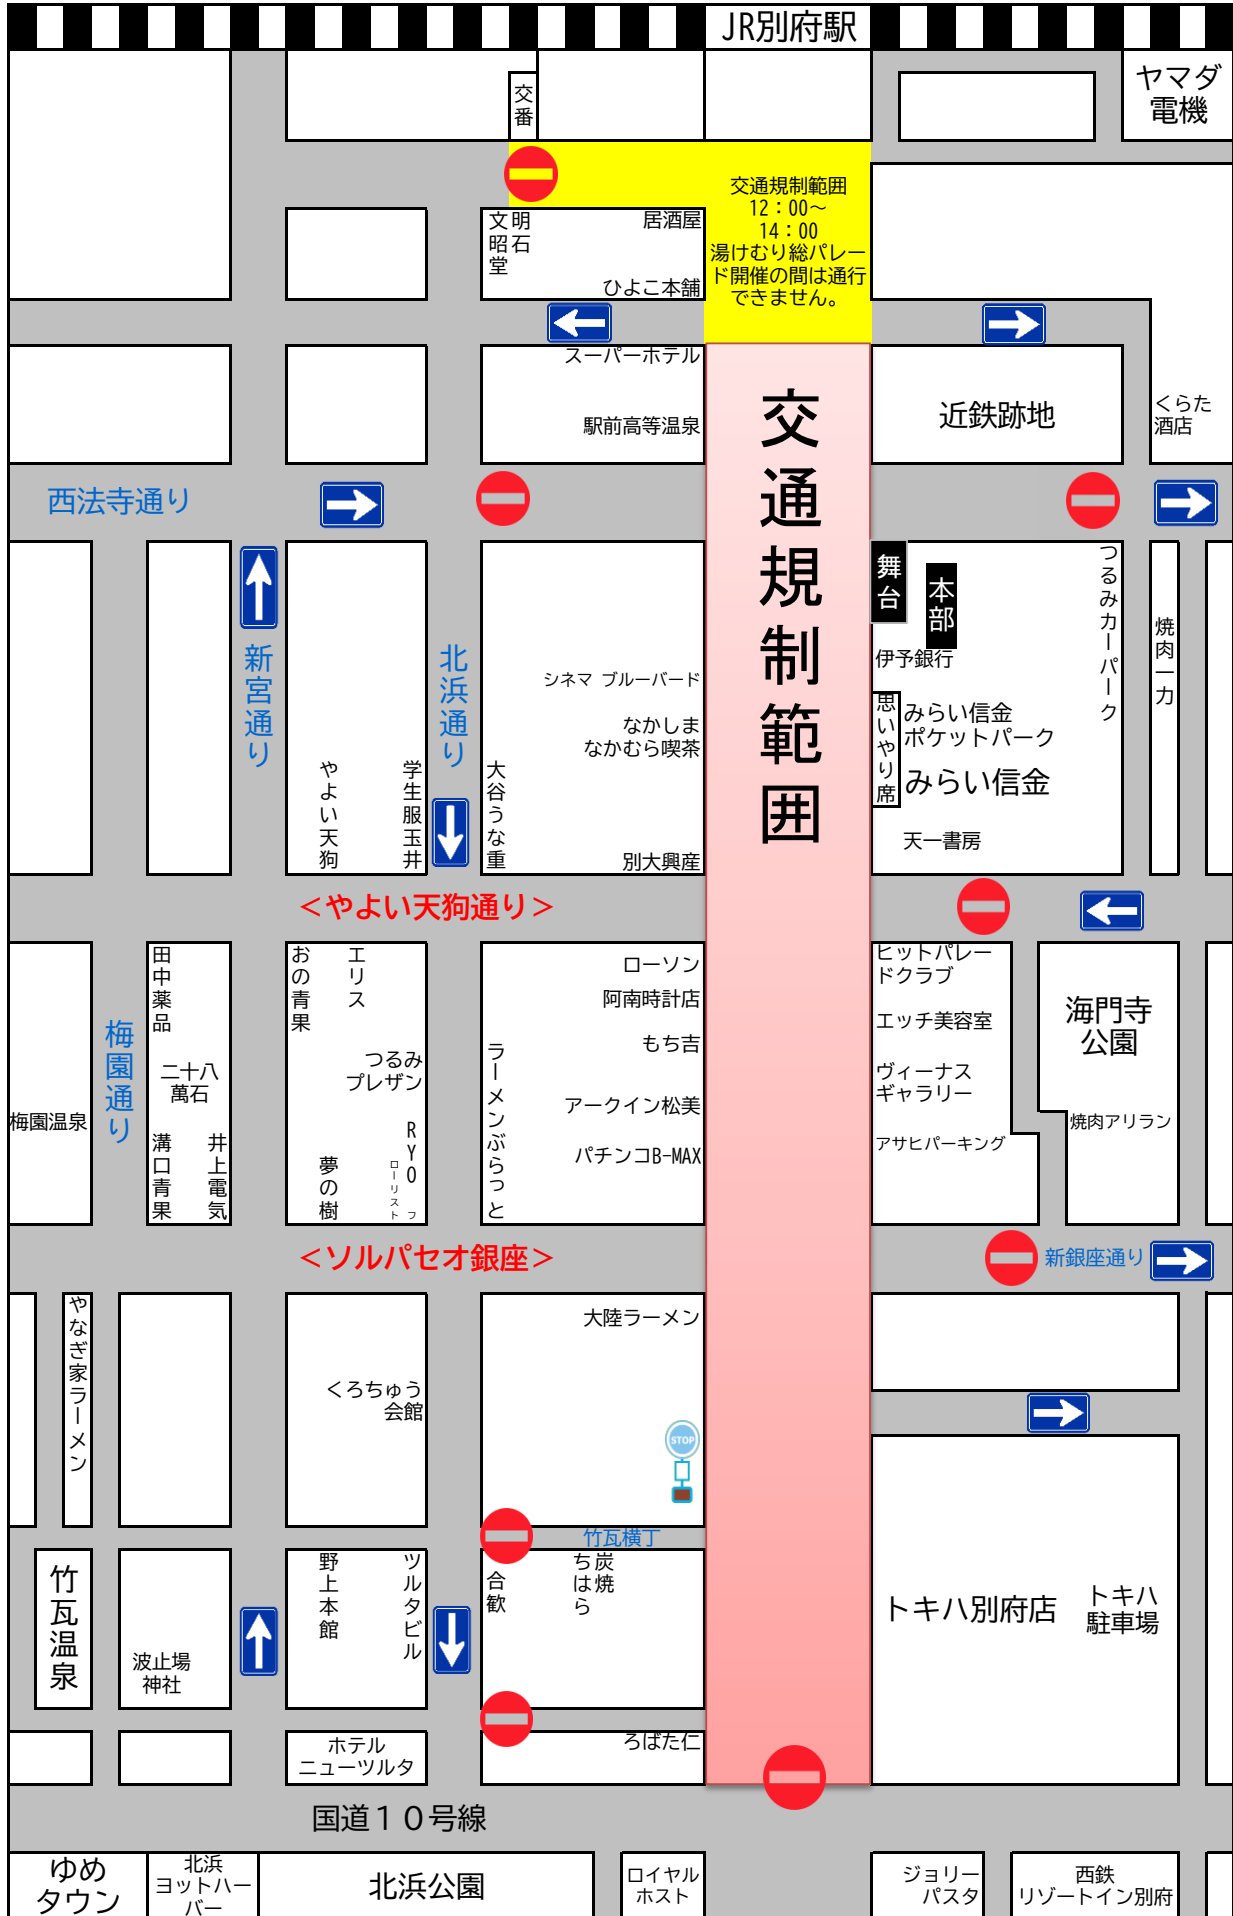 JR別府駅
ヤマダ
電機
交番
交通規制範囲
12：00～
14：00
湯けむり総パレー
ド開催の間は通行
できません。
明石
文昭堂
居酒屋
ひよこ本舗
スーパーホテル
駅前高等温泉
交通規制範囲
近鉄跡地
くらた
酒店
西法寺通り
新宮通り
北浜通り
舞台
本部
伊予銀行
つるみカーパーク
焼肉一力
シネマ ブルーバード
なかしま
なかむら喫茶
思いやり席
みらい信金
ポケットパーク
みらい信金
やよい天狗
学生服玉井
大谷うな重
別大興産
天一書房
＜やよい天狗通り＞
田中薬品
おの青果
エリス
ローソン
阿南時計店
もち吉
ヒットパレー
ドクラブ
エッチ美容室
海門寺
公園
梅園通り
二十八
萬石
つるみ
プレザン
ラーメンぶらっと
アークイン松美
ヴィーナス
ギャラリー
梅園温泉
溝口青果
井上電気
夢の樹
RYO
フ
ローリスト
パチンコB-MAX
アサヒパーキング
焼肉アリラン
＜ソルパセオ銀座＞
新銀座通り
やなぎ家ラーメン
大陸ラーメン
くろちゅう
会館
STOP
竹瓦横丁
竹瓦温泉
波止場
神社
野上本館
ツルタビル
合歓
炭焼
ちはら
トキハ別府店
トキハ
駐車場
ホテル
ニューツルタ
ろばた仁
国道１０号線
ゆめ
タウン
北浜
ヨットハー
バー
北浜公園
ロイヤル
ホスト
ジョリー
パスタ
西鉄
リゾートイン別府